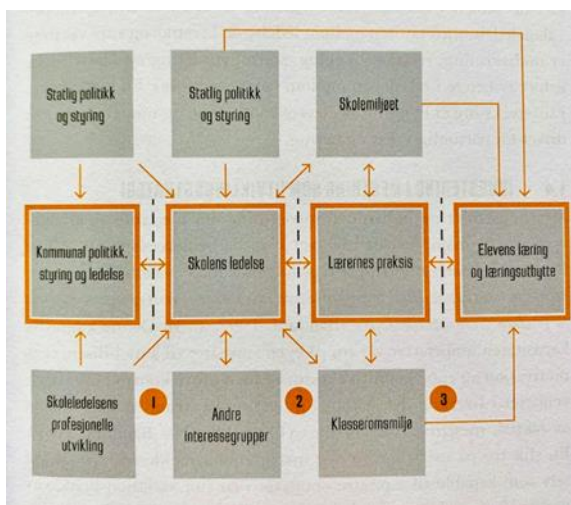 Statlig politikk
og styring
Statlig politikk
og styring
Skolemiljøet
Kommunal politikk,
styring og ledelse
Skolens ledelse
Lærernes praksis
Elevens læring
og læringsutbytte
Skoleledelsens
profesjonelle
utvikling
1
Andre
interessegrupper
2
Klasseromsmiljø
3